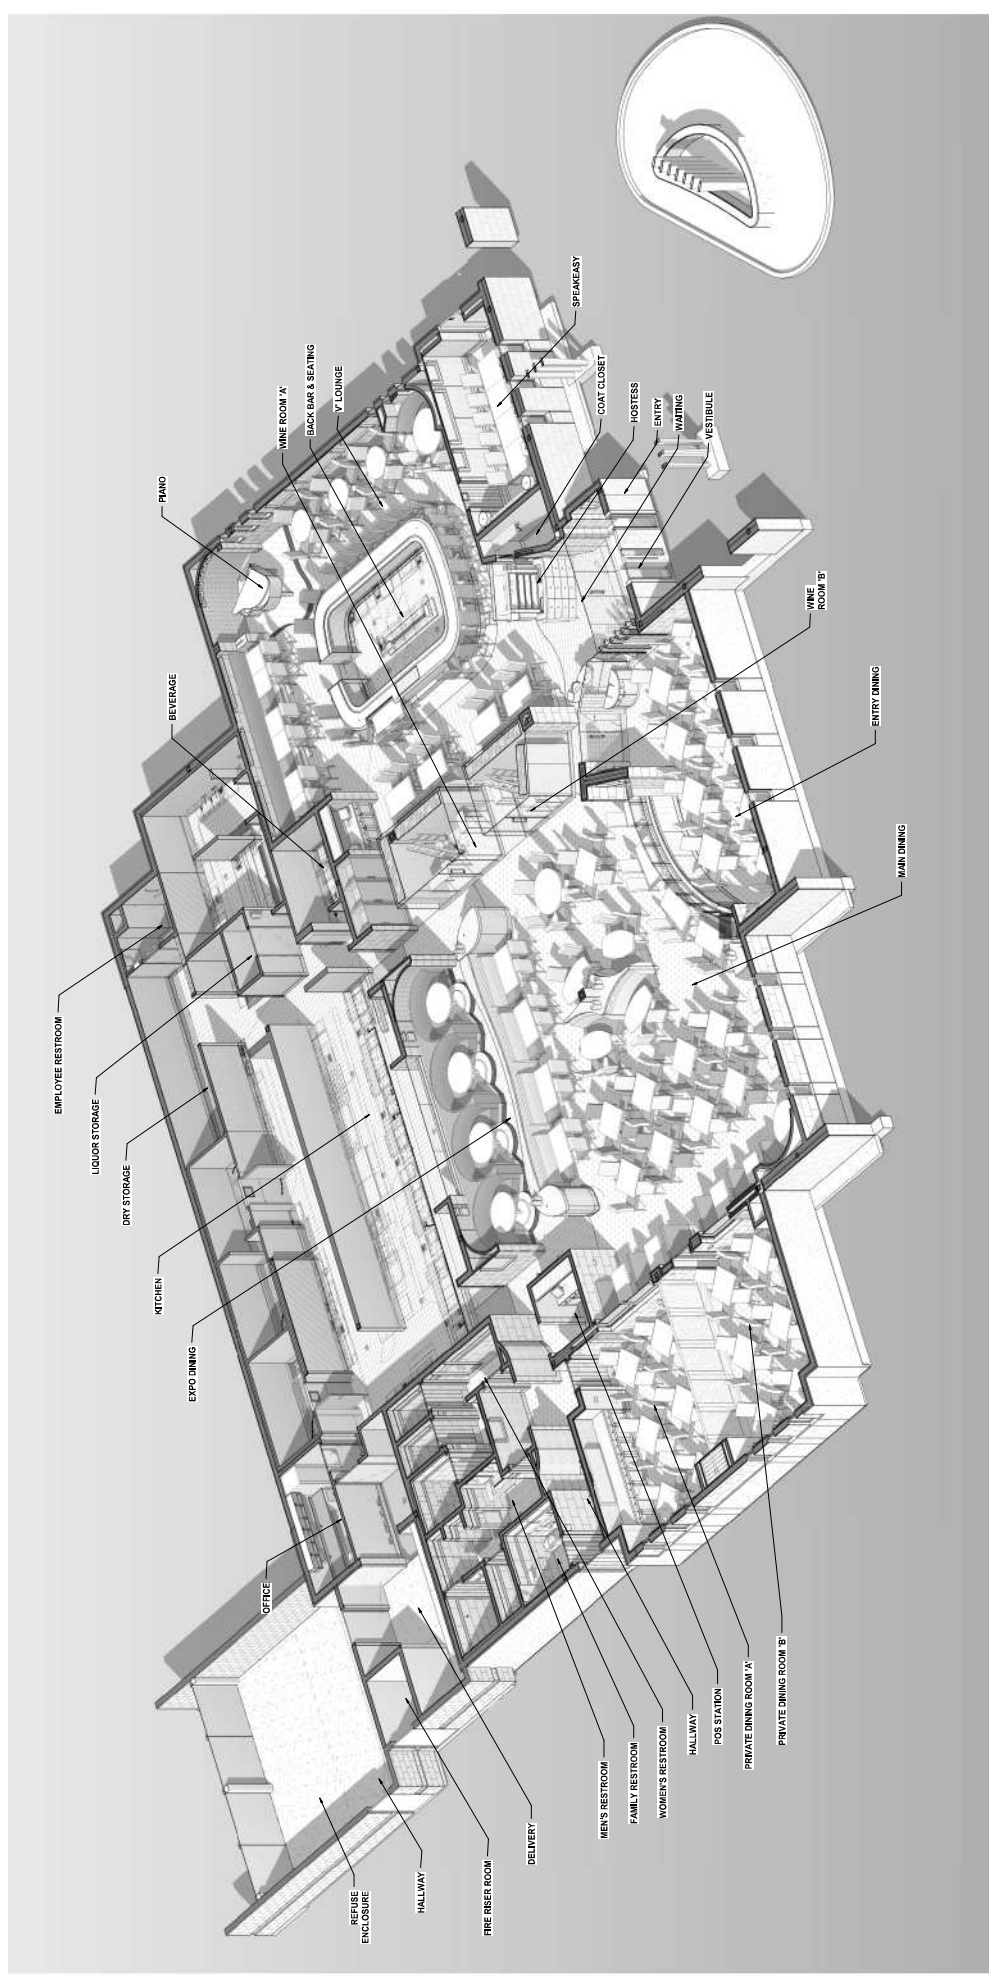 EMPLOYEE RESTROOM
LIQUOR STORAGE
DRY STORAGE
KITCHEN
EXPO DINING
OFFICE
REFUSE
ENCLOSURE
HALLWAY
FIRE RISER ROOM
DELIVERY
MEN'S RESTROOM
FAMILY RESTROOM
WOMEN'S RESTROOM
HALLWAY
POS STATION
PRIVATE DINING ROOM 'A'
PRIVATE DINING ROOM 'B'
BEVERAGE
PIANO
WINE ROOM 'A'
BACK BAR & SEATING
V' LOUNGE
SPEAKEASY
COAT CLOSET
HOSTESS
ENTRY
WAITING
VESTIBULE
WINE
ROOM 'B'
ENTRY DINING
MAIN DINING